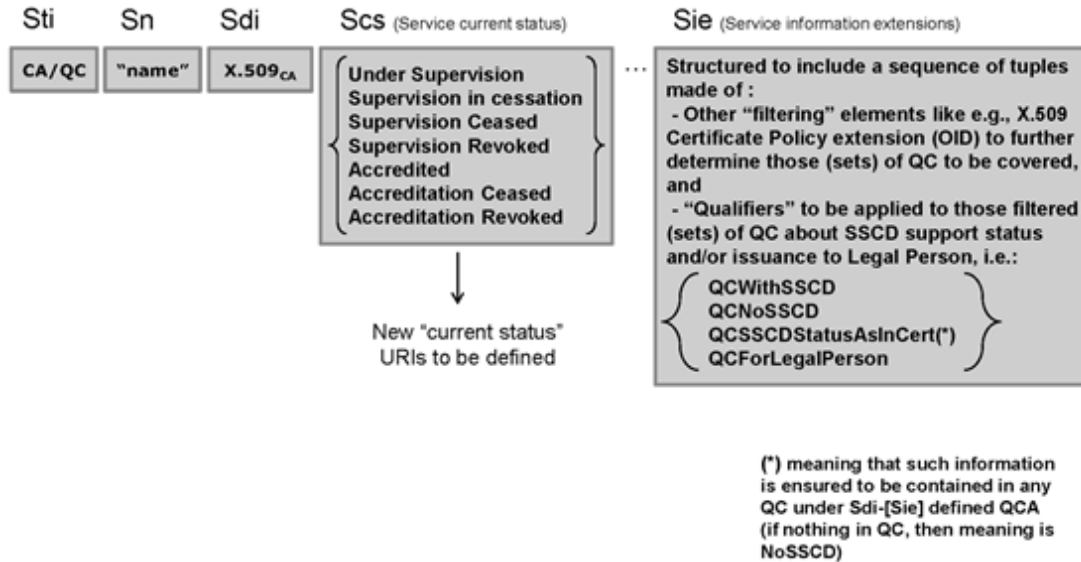 Sti Sn Sdi Scs (Service current status) Sie (Service information extensions)
CA/QC
“name”
X.509CA
Under Supervision
Supervision in cessation
Supervision Ceased
Supervision Revoked
Accredited
Accreditation Ceased
Accreditation Revoked
New “current status”
URIs to be defined
...
Structured to include a sequence of tuples
made of :
- Other “filtering” elements like e.g., X.509
Certificate Policy extension (OID) to further
determine those (sets) of QC to be covered,
and
- “Qualifiers” to be applied to those filtered
(sets) of QC about SSCD support status
and/or issuance to Legal Person, i.e.:
QCWithSSCD
QCNoSSCD
QCSSCDStatusAsInCert(*)
QCForLegalPerson
(*) meaning that such information
is ensured to be contained in any
QC under Sdi-[Sie] defined QCA
(if nothing in QC, then meaning is
NoSSCD)